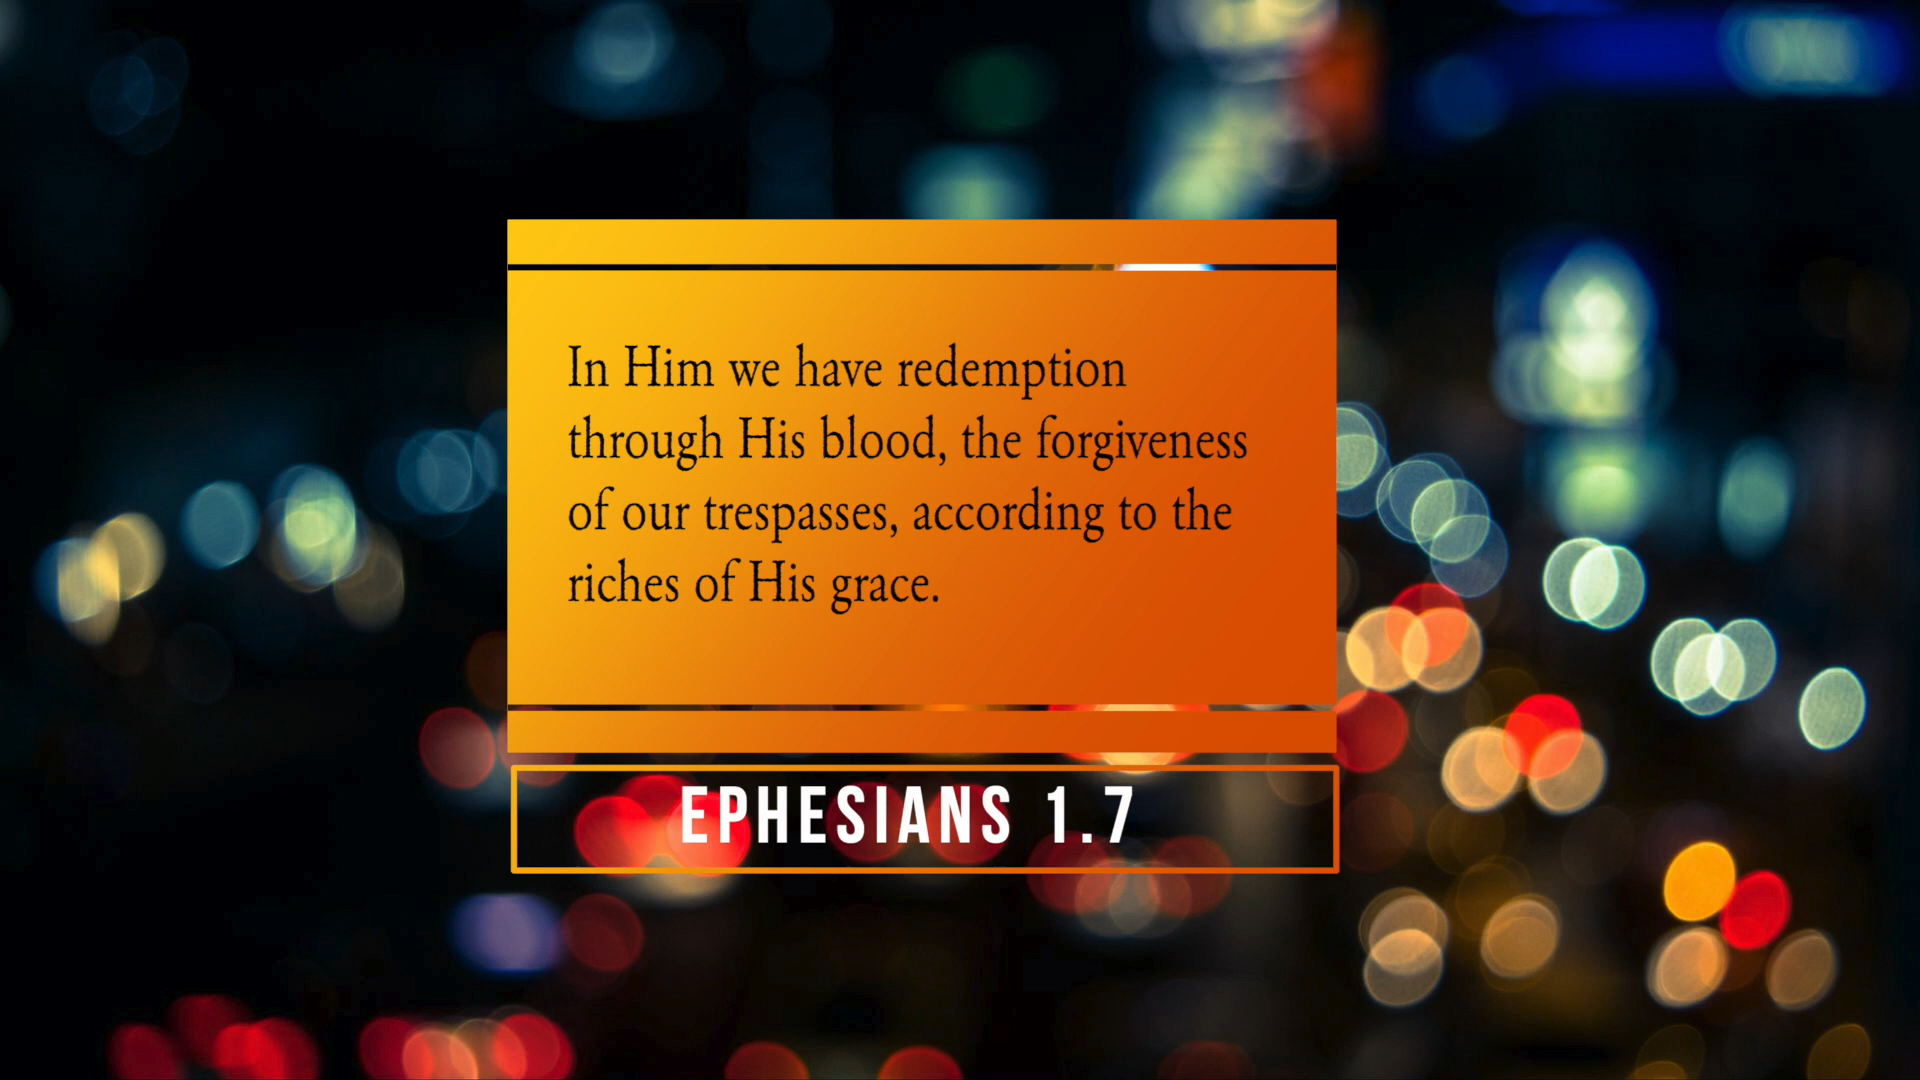 In Him we have redemption
through His blood, the forgiveness
of our trespasses, according to the
riches of His grace.
EPHESIANS 1.7